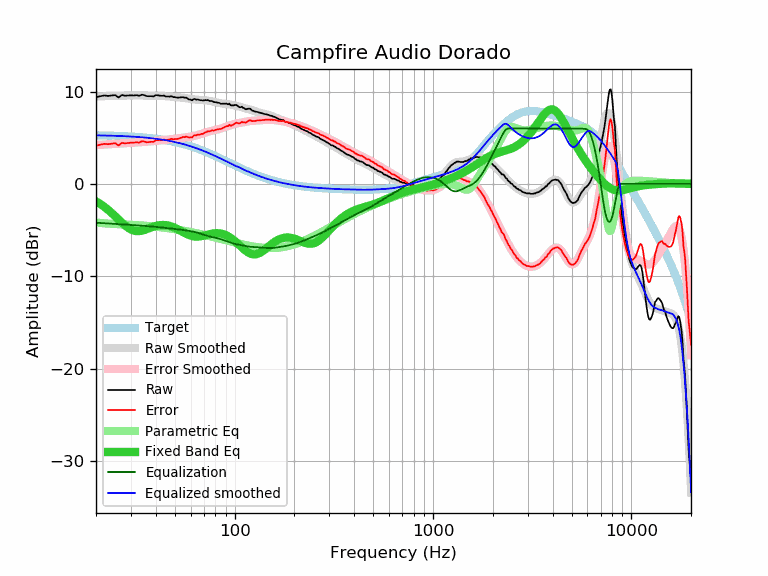 Campfire Audio Dorado
Amplitude (dBr)
10
0
−10
−20
−30
Target
Raw Smoothed
Error Smoothed
Raw
Error
Parametric Eq
Fixed Band Eq
Equalization
Equalized smoothed
100
1000
10000
Frequency (Hz)